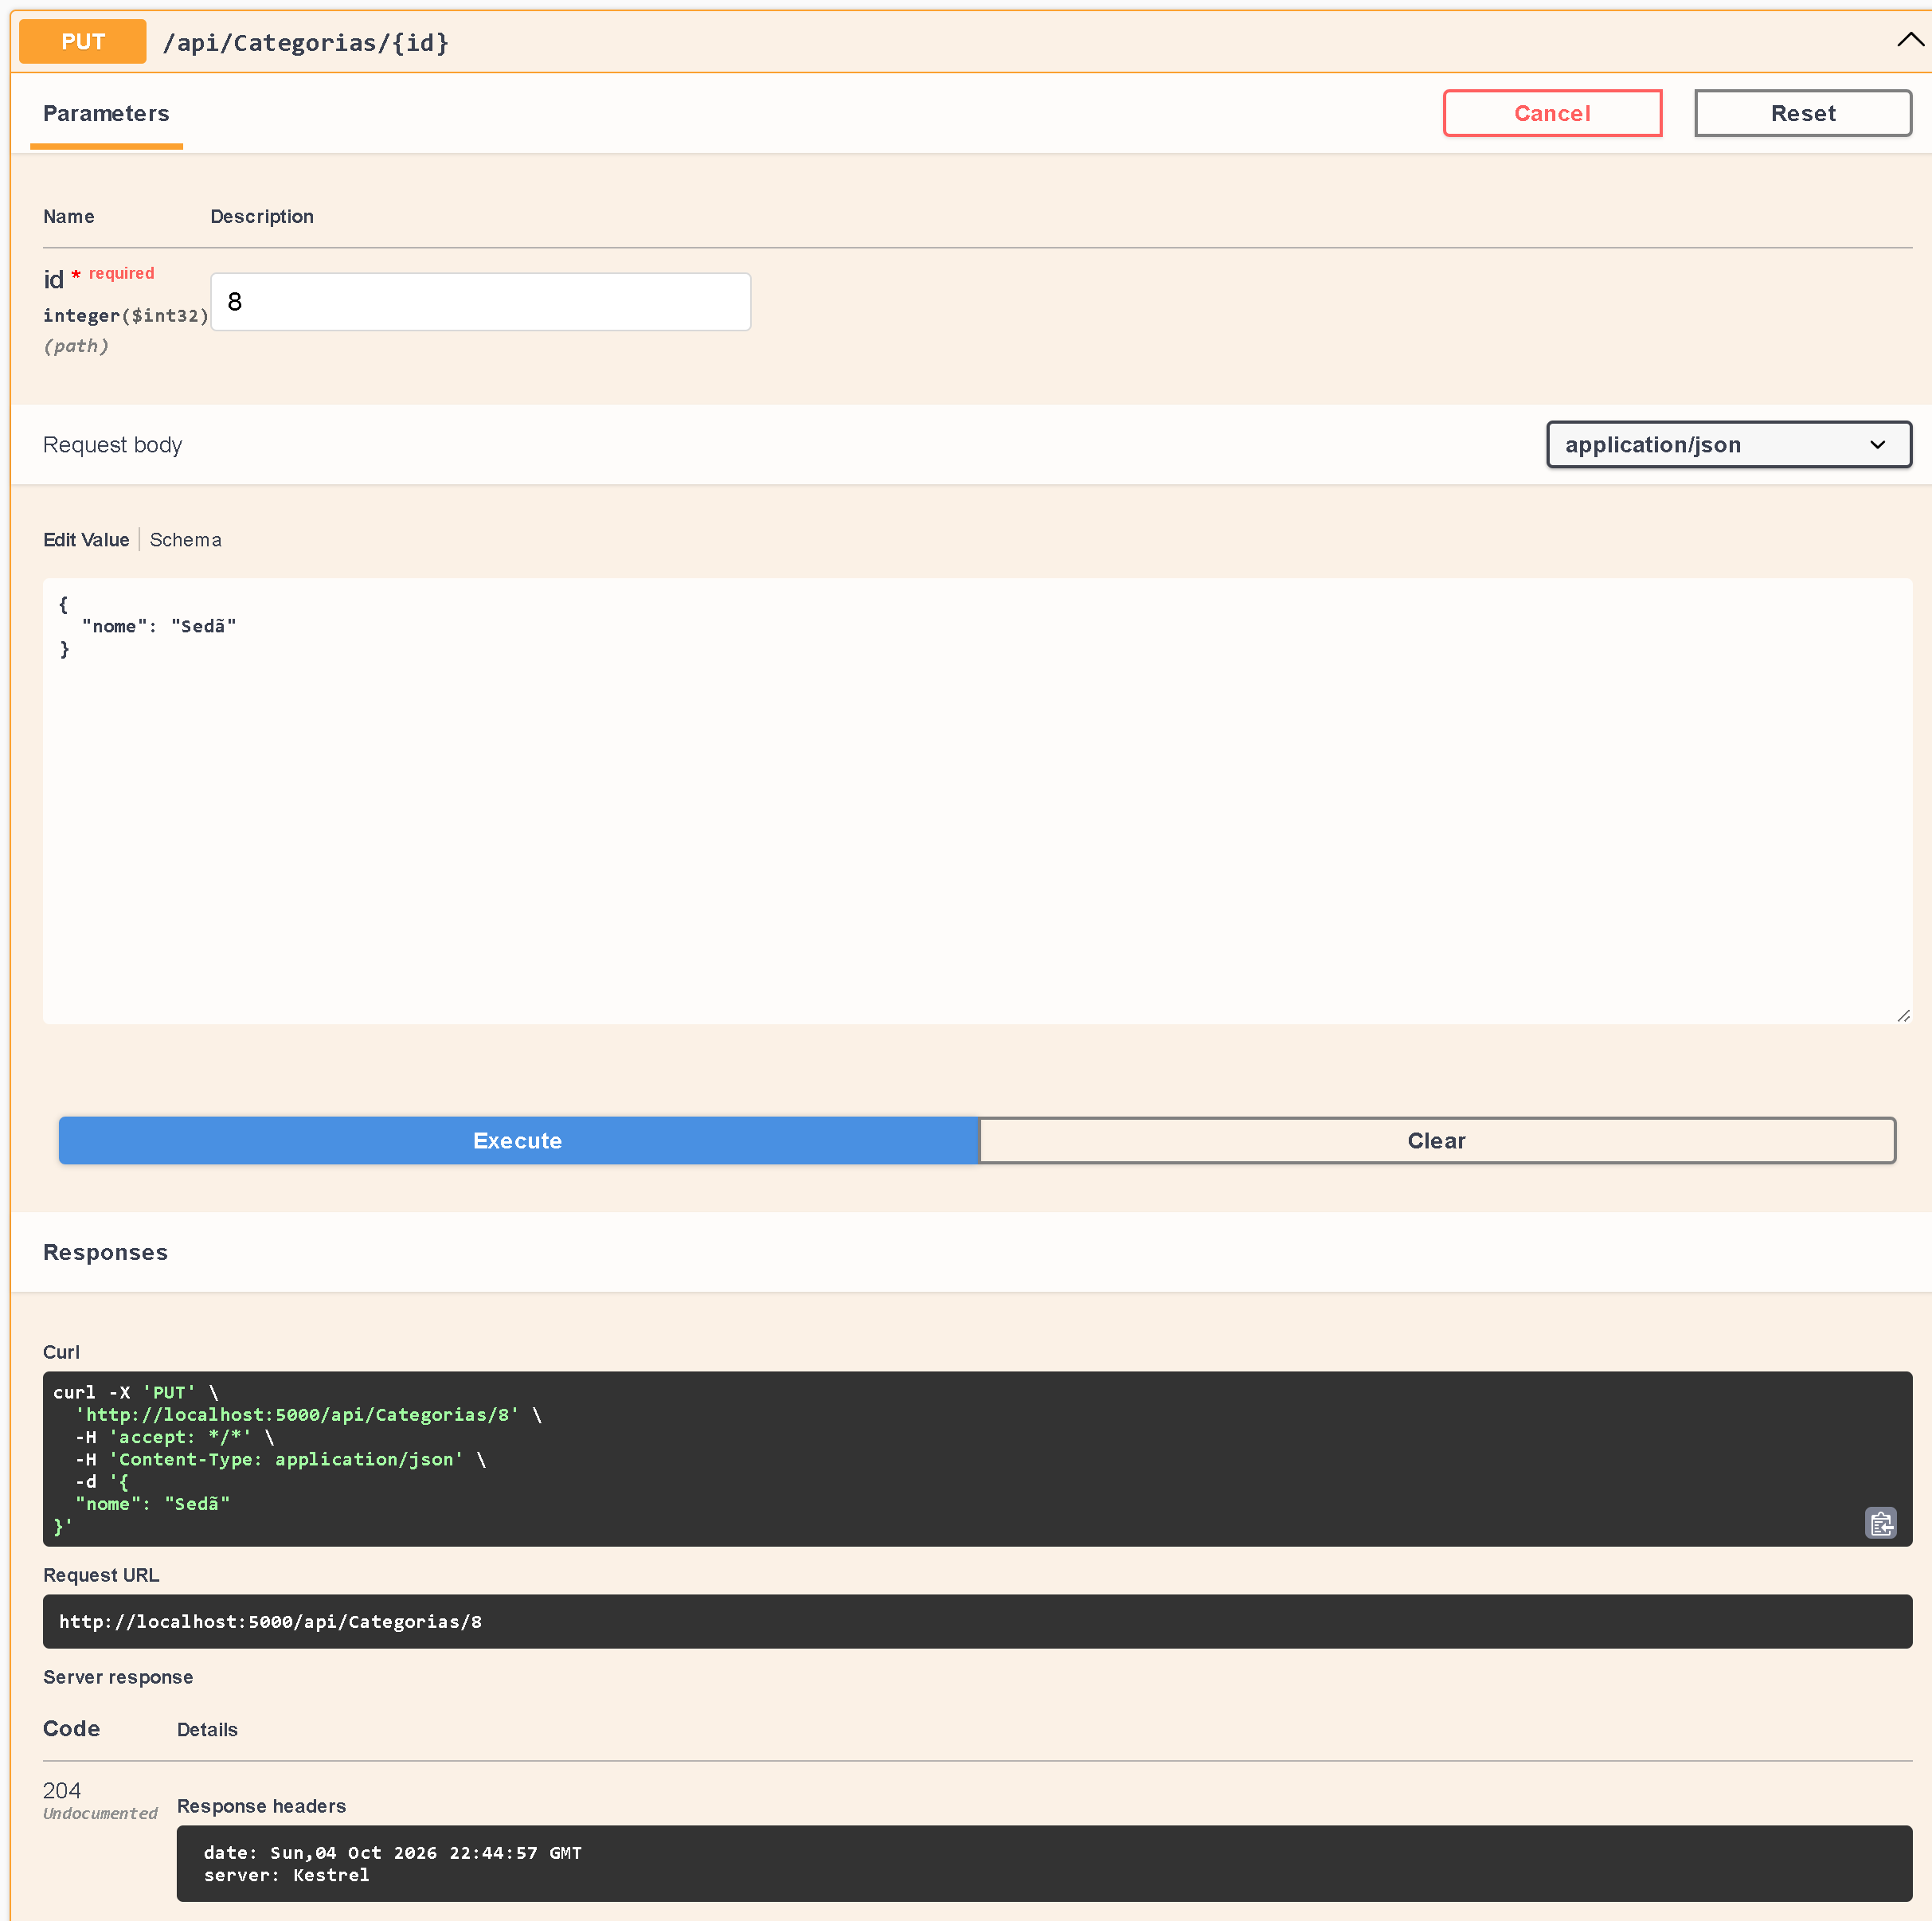 PUT /api/Categorias/{id}
Parameters
Cancel
Reset
Name Description
id * required
integer($int32)
(path)
8
Request body
application/json
Edit Value Schema
{
  "nome": "Sedã"
}
Execute
Clear
Responses
Curl
curl -X 'PUT' \
  'http://localhost:5000/api/Categorias/8' \
  -H 'accept: */*' \
  -H 'Content-Type: application/json' \
  -d '{
  "nome": "Sedã"
}'
Request URL
http://localhost:5000/api/Categorias/8
Server response
Code Details
204
Undocumented
Response headers
date: Sun,04 Oct 2026 22:44:57 GMT
server: Kestrel